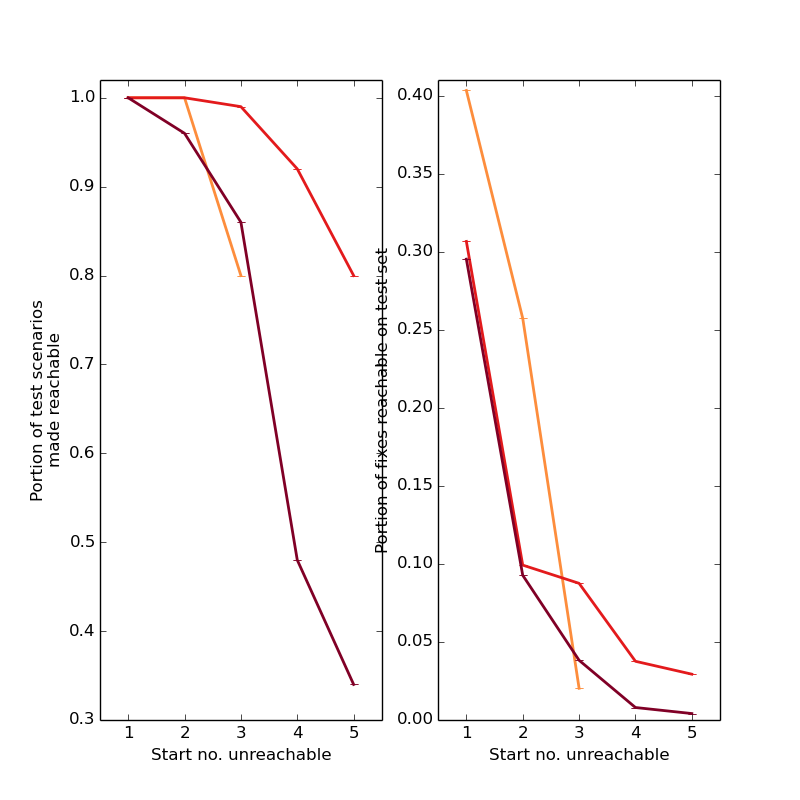 1.0
0.9
0.8
0.7
0.6
0.5
0.4
0.3
Portion of test scenarios
made reachable
1 2 3 4 5
Start no. unreachable
0.40
0.35
0.30
0.25
0.20
0.15
0.10
0.05
0.00
Portion of fixes reachable on test set
1 2 3 4 5
Start no. unreachable